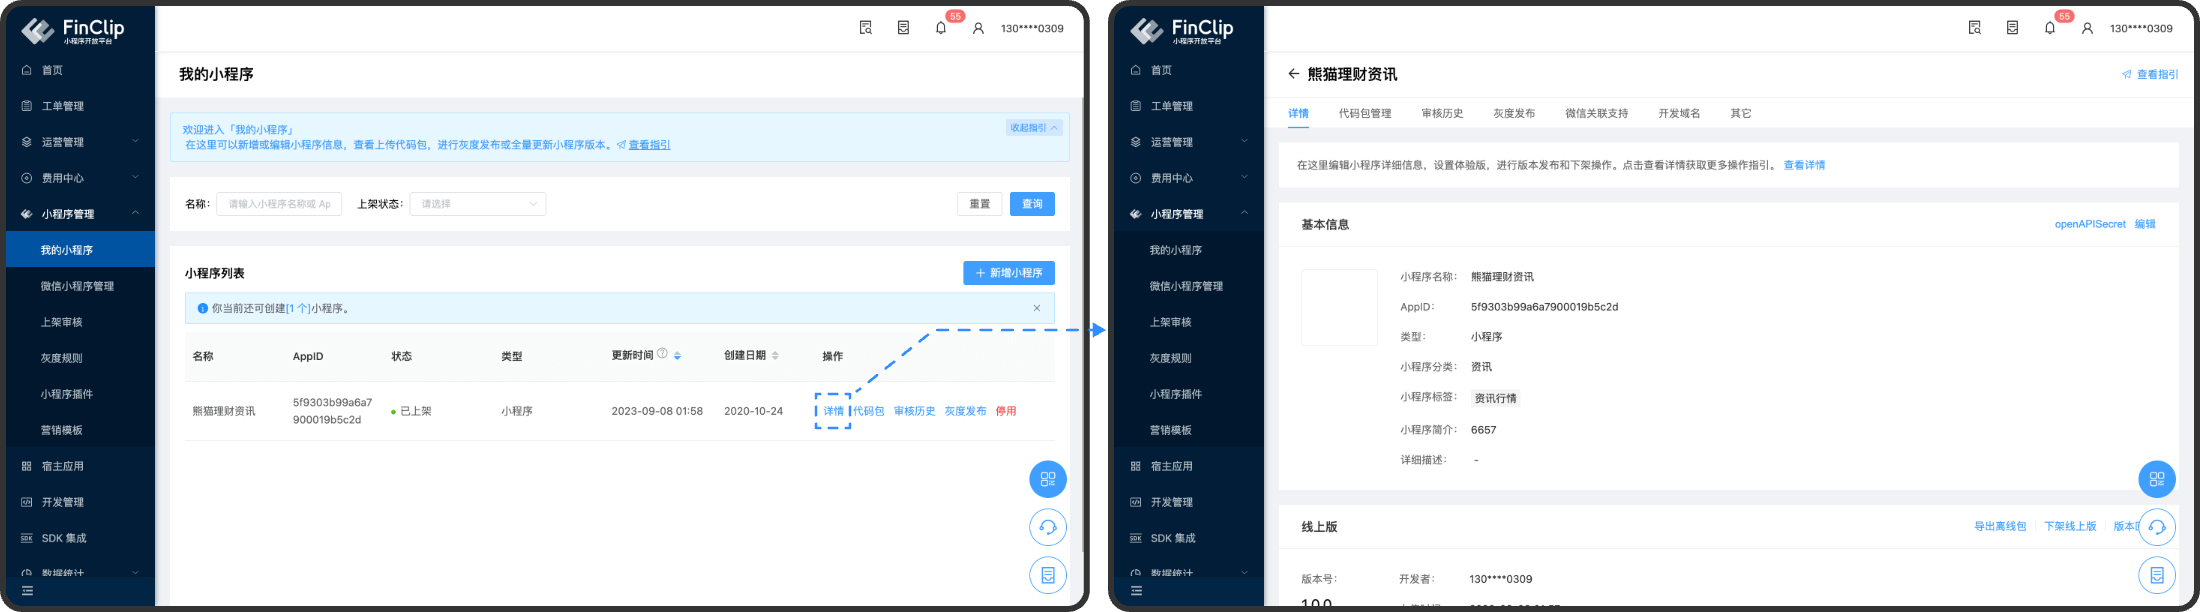 FinClip
小程序开放平台
首页
工单管理
运营管理
费用中心
小程序管理
我的小程序
微信小程序管理
上架审核
灰度规则
小程序插件
营销模板
宿主应用
开发管理
SDK 集成
数据统计
55
130****0309
我的小程序
欢迎进入「我的小程序」
收起指引
在这里可以新增或编辑小程序信息，查看上传代码包，进行灰度发布或全量更新小程序版本。 查看指引
名称： 请输入小程序名称或 Ap 上架状态： 请选择 重置 查询
小程序列表 + 新增小程序
你当前还可创建[1 个]小程序。
名称 AppID 状态 类型 更新时间 创建日期 操作
熊猫理财资讯 5f9303b99a6a7900019b5c2d 已上架 小程序 2023-09-08 01:58 2020-10-24 详情 代码包 审核历史 灰度发布 停用
FinClip
小程序开放平台
首页
工单管理
运营管理
费用中心
小程序管理
我的小程序
微信小程序管理
上架审核
灰度规则
小程序插件
营销模板
宿主应用
开发管理
SDK 集成
数据统计
55
130****0309
熊猫理财资讯 查看指引
详情 代码包管理 审核历史 灰度发布 微信关联支持 开发域名 其它
在这里编辑小程序详细信息，设置体验版，进行版本发布和下架操作。点击查看详情获取更多操作指引。 查看详情
基本信息 openAPISecret 编辑
小程序名称： 熊猫理财资讯
AppID： 5f9303b99a6a7900019b5c2d
类型： 小程序
小程序分类： 资讯
小程序标签： 资讯行情
小程序简介： 6657
详细描述： -
线上版 导出离线包 下架线上版 版本
版本号： 开发者： 130****0309
1.0.0